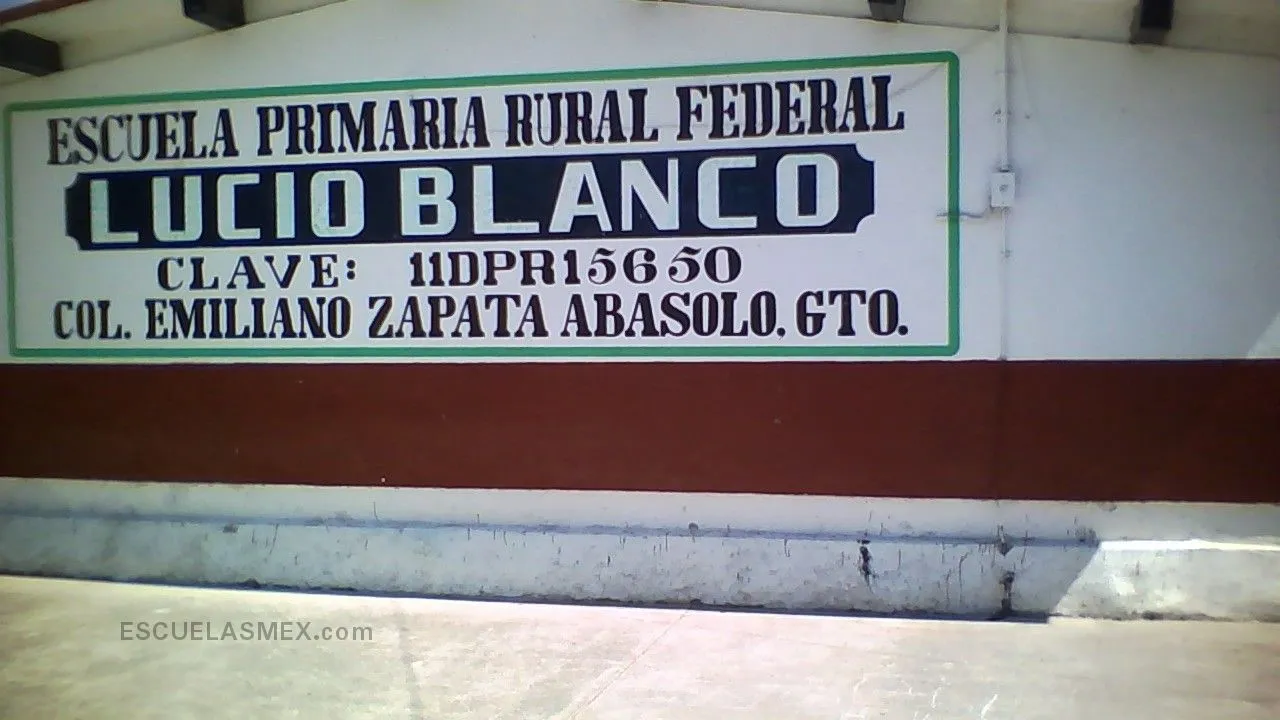 ESCUELA PRIMARIA RURAL FEDERAL
LUCIO BLANCO
CLAVE: 11DPR1565O
COL. EMILIANO ZAPATA ABASOLO, GTO.
ESCUELASMEX.com